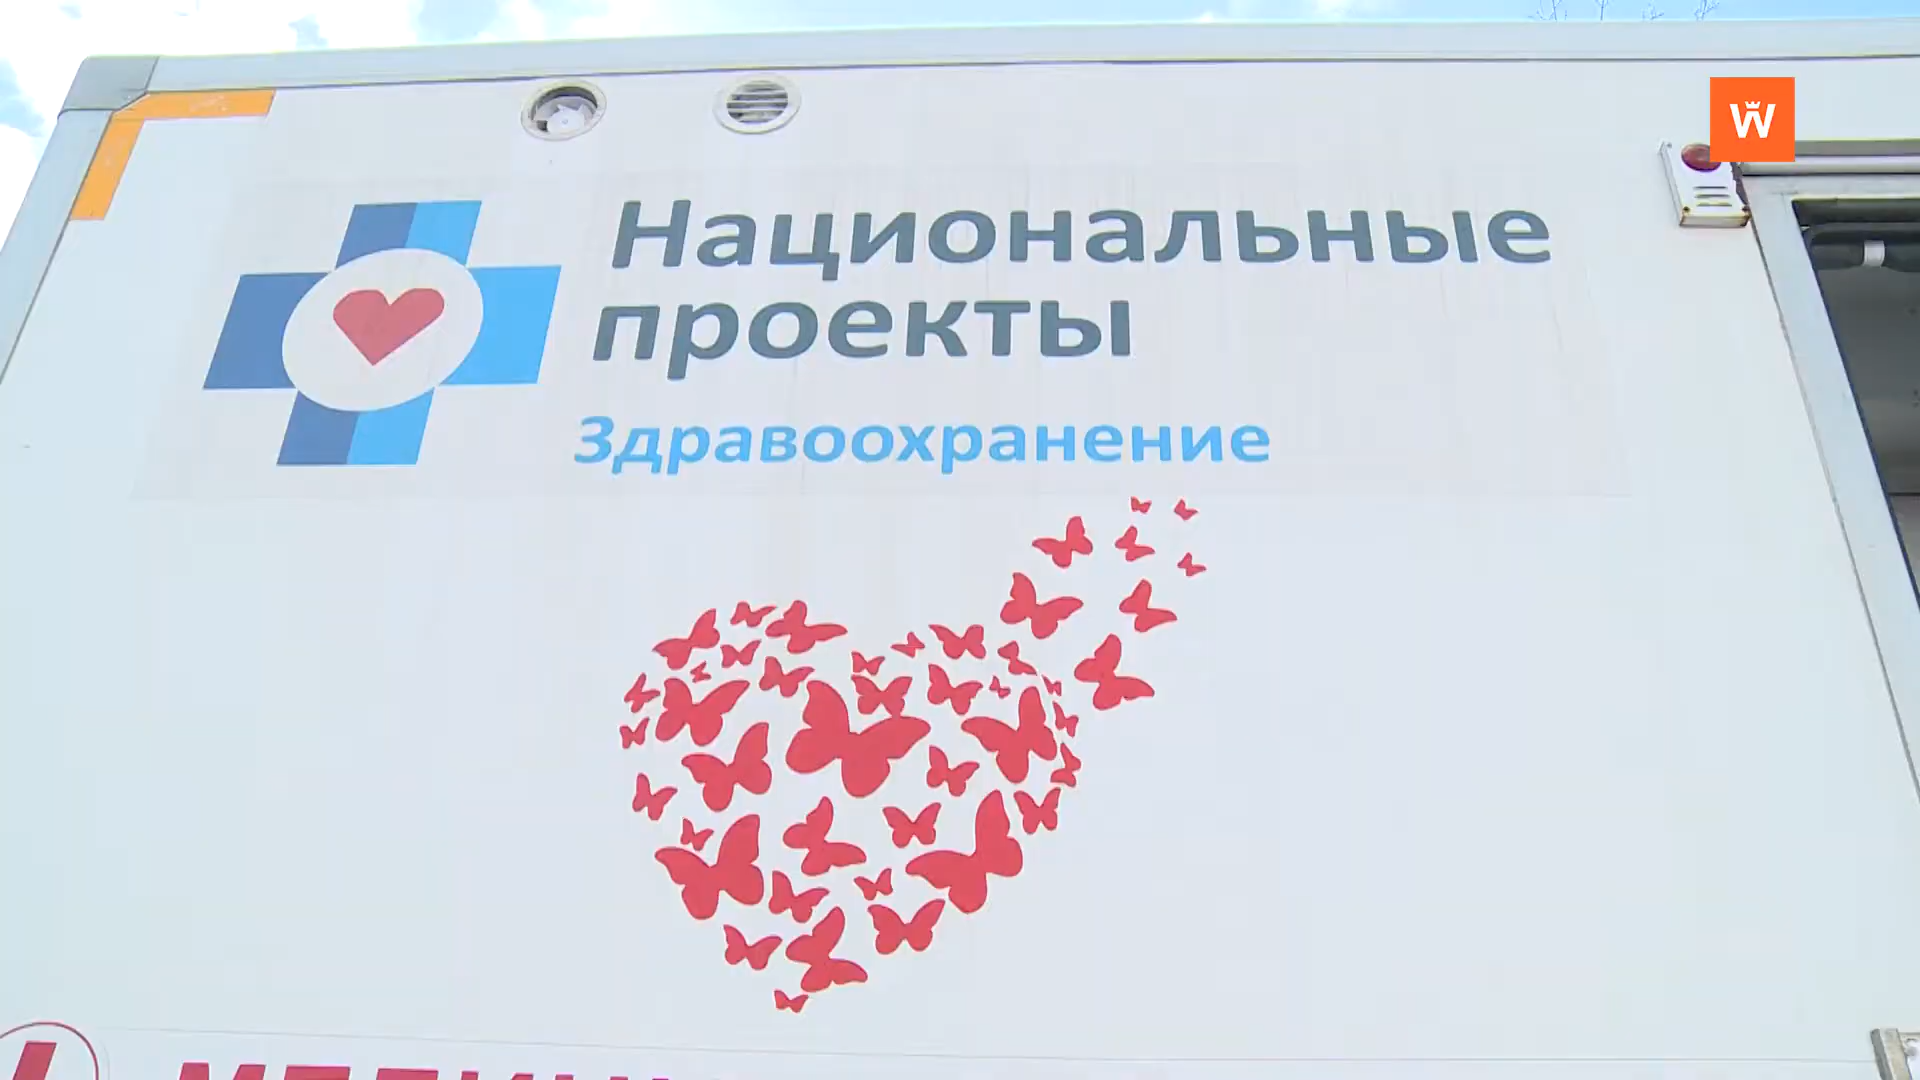 Национальные
проекты
Здравоохранение
W